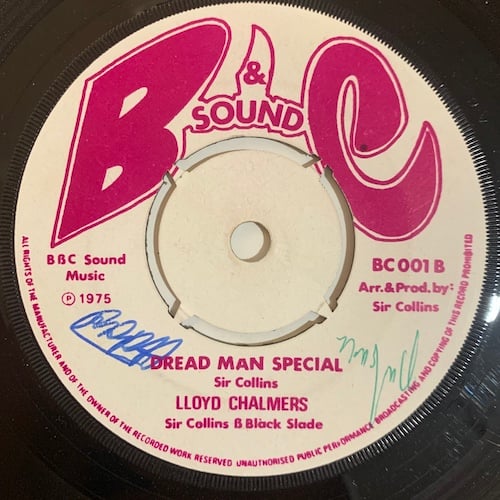 B & C
SOUND
BBC Sound
Music
Ⓟ 1975
BC 001 B
Arr. & Prod. by:
Sir Collins
DREAD MAN SPECIAL
Sir Collins
LLOYD CHALMERS
Sir Collins ß Black Slade
ALL RIGHTS OF THE MANUFACTURER AND OF THE OWNER OF THE RECORDED WORK RESERVED UNAUTHORISED PUBLIC PERFORMANCE BROADCASTING AND COPYING OF THIS RECORD PROHIBITED